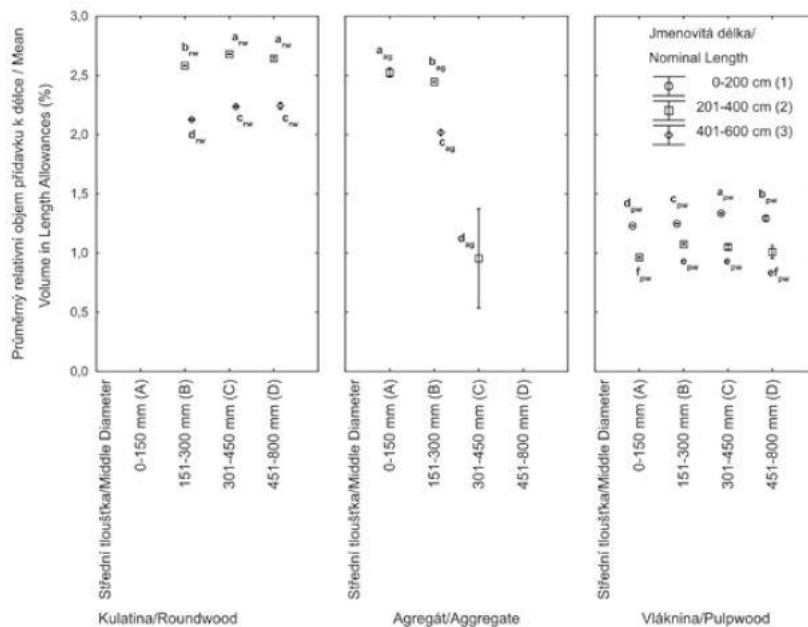 Průměrný relativní objem přídavku k délce / Mean
Volume in Length Allowances (%)
3,0
2,5
2,0
1,5
1,0
0,5
0,0
b rw
a rw
a rw
d rw
c rw
c rw
Střední tloušťka/Middle Diameter
0-150 mm (A)
151-300 mm (B)
301-450 mm (C)
451-800 mm (D)
Kulatina/Roundwood
a ag
b ag
c ag
d ag
Střední tloušťka/Middle Diameter
0-150 mm (A)
151-300 mm (B)
301-450 mm (C)
451-800 mm (D)
Agregát/Aggregate
Jmenovitá délka/
Nominal Length
0-200 cm (1)
201-400 cm (2)
401-600 cm (3)
d pw
c pw
a pw
b pw
f pw
e pw
e pw
ef pw
Střední tloušťka/Middle Diameter
0-150 mm (A)
151-300 mm (B)
301-450 mm (C)
451-800 mm (D)
Vláknina/Pulpwood